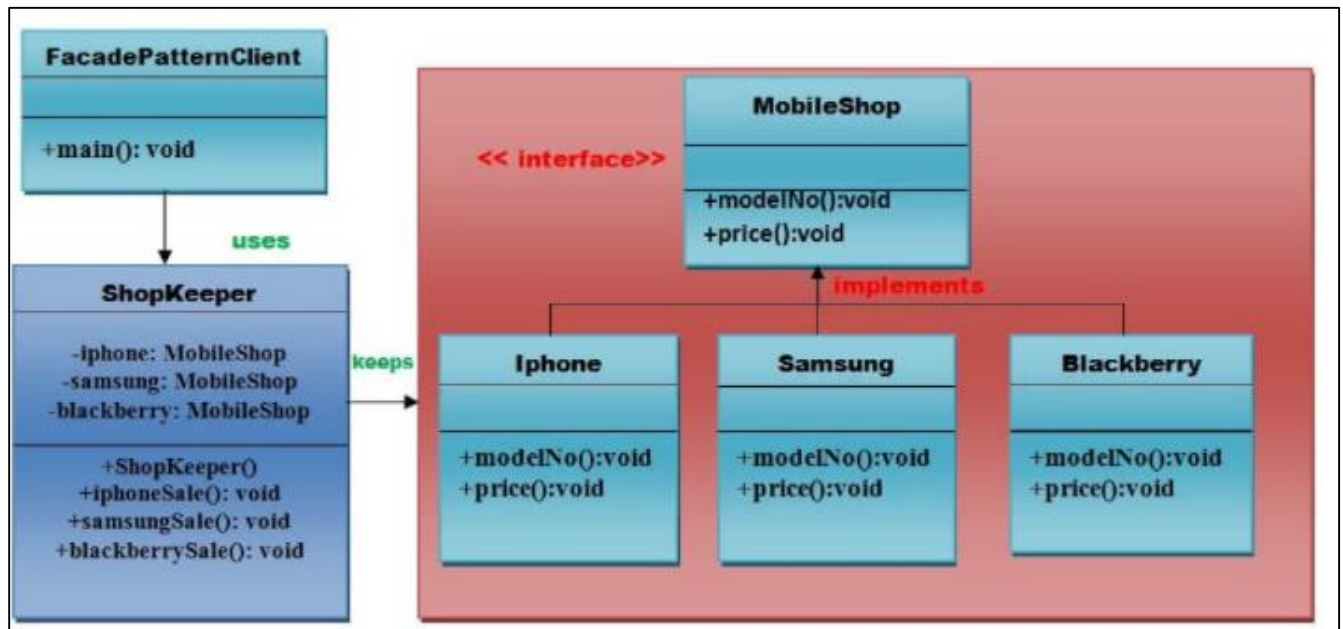 FacadePatternClient
+main(): void
uses
ShopKeeper
-iphone: MobileShop
-samsung: MobileShop
-blackberry: MobileShop
+ShopKeeper()
+iphoneSale(): void
+samsungSale(): void
+blackberrySale(): void
keeps
MobileShop
<< interface>>
+modelNo():void
+price():void
implements
Iphone
+modelNo():void
+price():void
Samsung
+modelNo():void
+price():void
Blackberry
+modelNo():void
+price():void